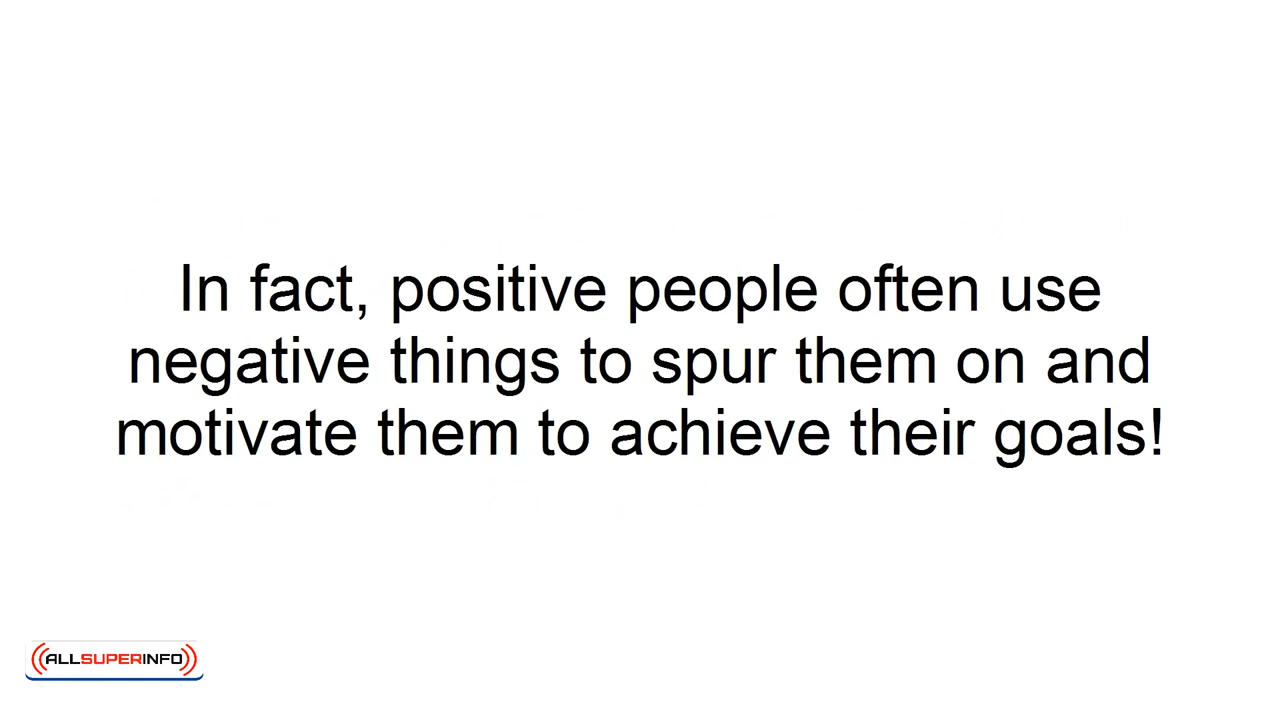 In fact, positive people often use
negative things to spur them on and
motivate them to achieve their goals!
ALLSUPERINFO